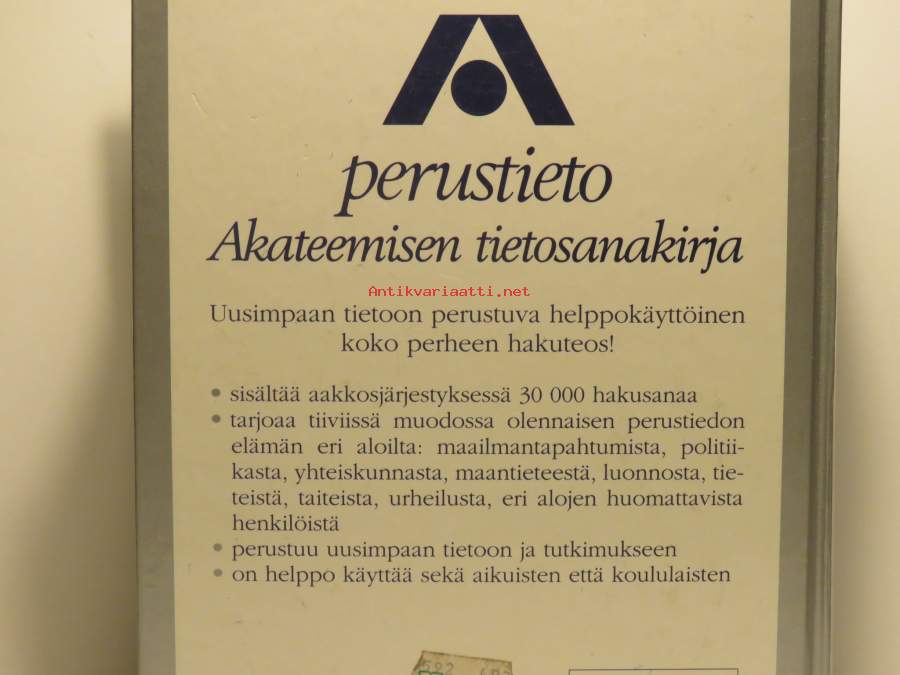 perustieto
Akateemisen tietosanakirja
Antikvariaatti.net
Uusimpaan tietoon perustuva helppokäyttöinen
koko perheen hakuteos!
• sisältää aakkosjärjestyksessä 30 000 hakusanaa
• tarjoaa tiiviissä muodossa olennaisen perustiedon
elämän eri aloilta: maailmantapahtumista, politii-
kasta, yhteiskunnasta, maantieteestä, luonnosta, tie-
teistä, taiteista, urheilusta, eri alojen huomattavista
henkilöistä
• perustuu uusimpaan tietoon ja tutkimukseen
• on helppo käyttää sekä aikuisten että koululaisten